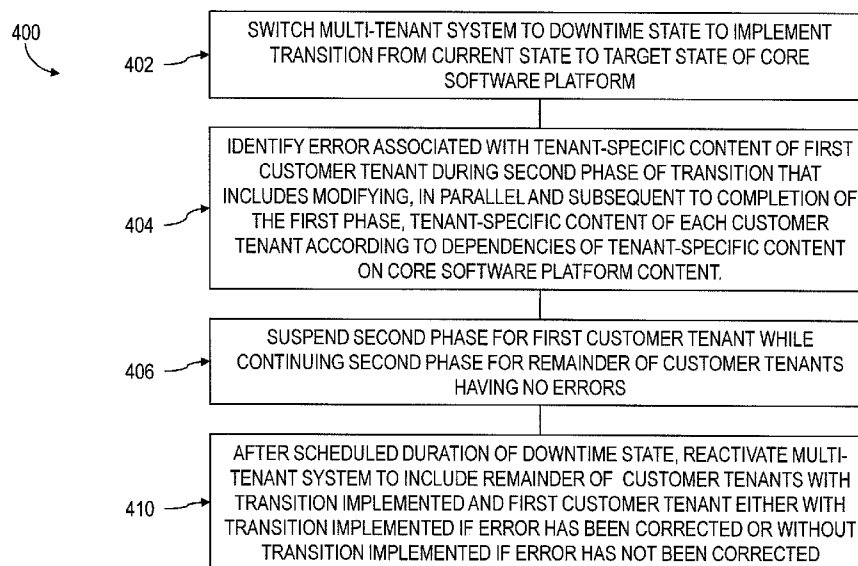 400
402
SWITCH MULTI-TENANT SYSTEM TO DOWNTIME STATE TO IMPLEMENT
TRANSITION FROM CURRENT STATE TO TARGET STATE OF CORE
SOFTWARE PLATFORM
404
IDENTIFY ERROR ASSOCIATED WITH TENANT-SPECIFIC CONTENT OF FIRST
CUSTOMER TENANT DURING SECOND PHASE OF TRANSITION THAT
INCLUDES MODIFYING, IN PARALLEL AND SUBSEQUENT TO COMPLETION OF
THE FIRST PHASE, TENANT-SPECIFIC CONTENT OF EACH CUSTOMER
TENANT ACCORDING TO DEPENDENCIES OF TENANT-SPECIFIC CONTENT
ON CORE SOFTWARE PLATFORM CONTENT.
406
SUSPEND SECOND PHASE FOR FIRST CUSTOMER TENANT WHILE
CONTINUING SECOND PHASE FOR REMAINDER OF CUSTOMER TENANTS
HAVING NO ERRORS
410
AFTER SCHEDULED DURATION OF DOWNTIME STATE, REACTIVATE MULTI-
TENANT SYSTEM TO INCLUDE REMAINDER OF CUSTOMER TENANTS WITH
TRANSITION IMPLEMENTED AND FIRST CUSTOMER TENANT EITHER WITH
TRANSITION IMPLEMENTED IF ERROR HAS BEEN CORRECTED OR WITHOUT
TRANSITION IMPLEMENTED IF ERROR HAS NOT BEEN CORRECTED